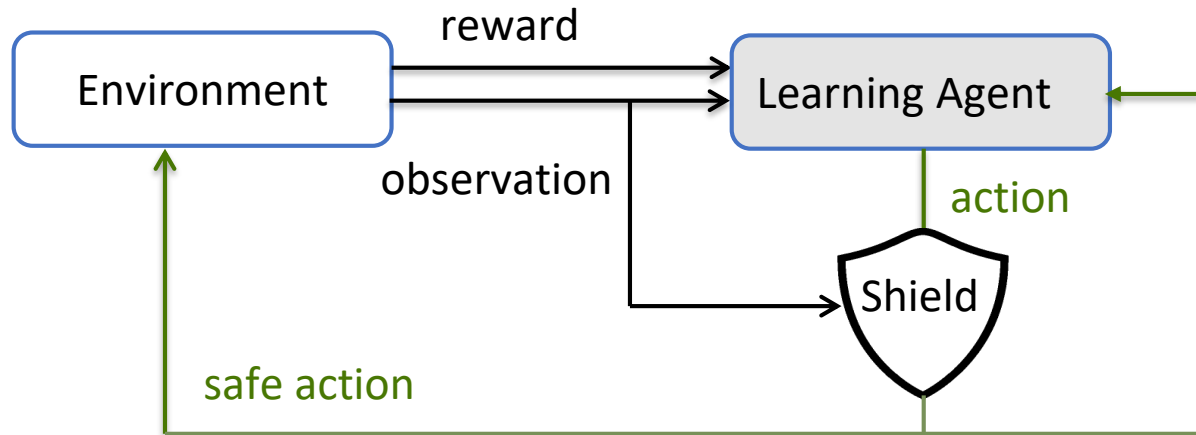 reward
Environment
Learning Agent
observation
action
Shield
safe action